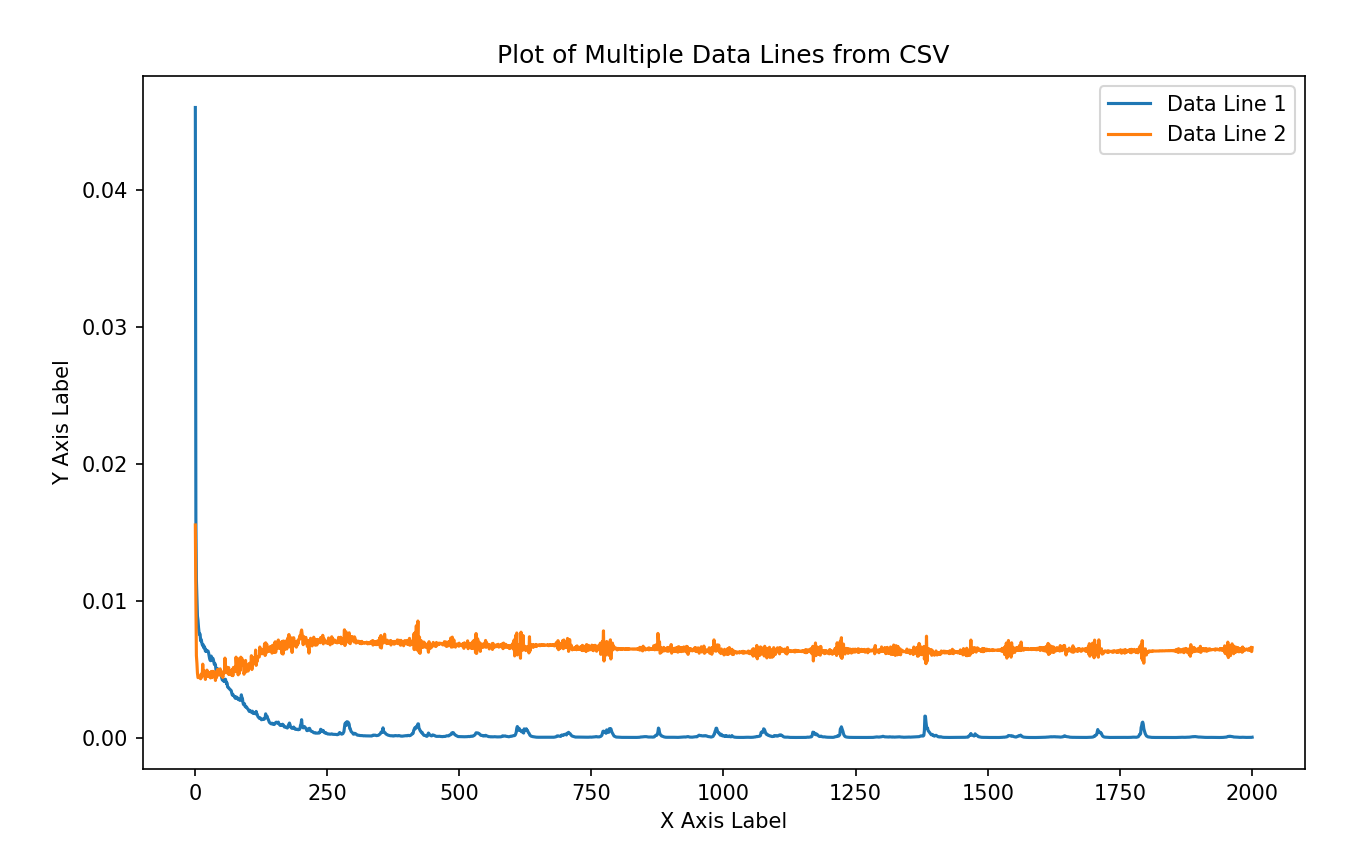 Plot of Multiple Data Lines from CSV
Data Line 1
Data Line 2
0.04
0.03
0.02
0.01
0.00
Y Axis Label
0 250 500 750 1000 1250 1500 1750 2000
X Axis Label